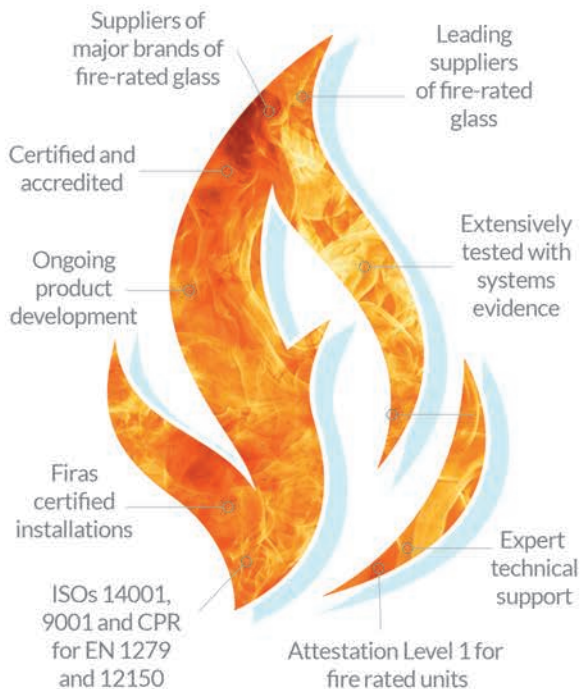 Suppliers of
major brands of
fire-rated glass
Leading
suppliers
of fire-rated
glass
Certified and
accredited
Extensively
tested with
systems
evidence
Ongoing
product
development
Firas
certified
installations
Expert
technical
support
ISOs 14001,
9001 and CPR
for EN 1279
and 12150
Attestation Level 1 for
fire rated units